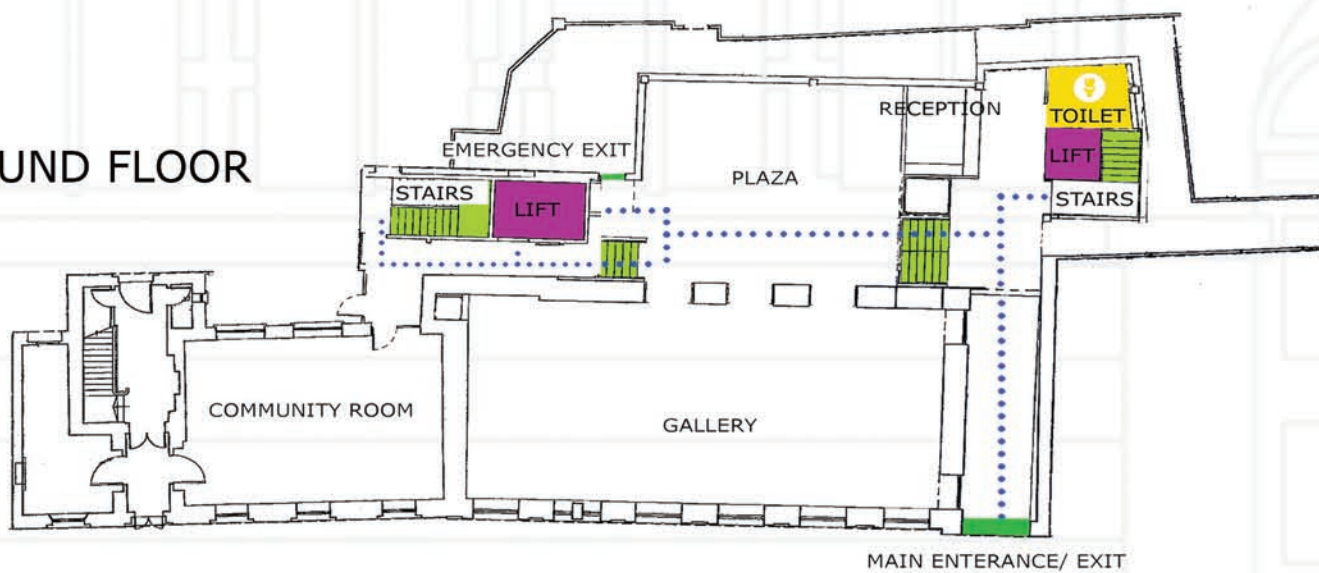 UND FLOOR
EMERGENCY EXIT
STAIRS
LIFT
PLAZA
RECEPTION
TOILET
LIFT
STAIRS
COMMUNITY ROOM
GALLERY
MAIN ENTERANCE/ EXIT